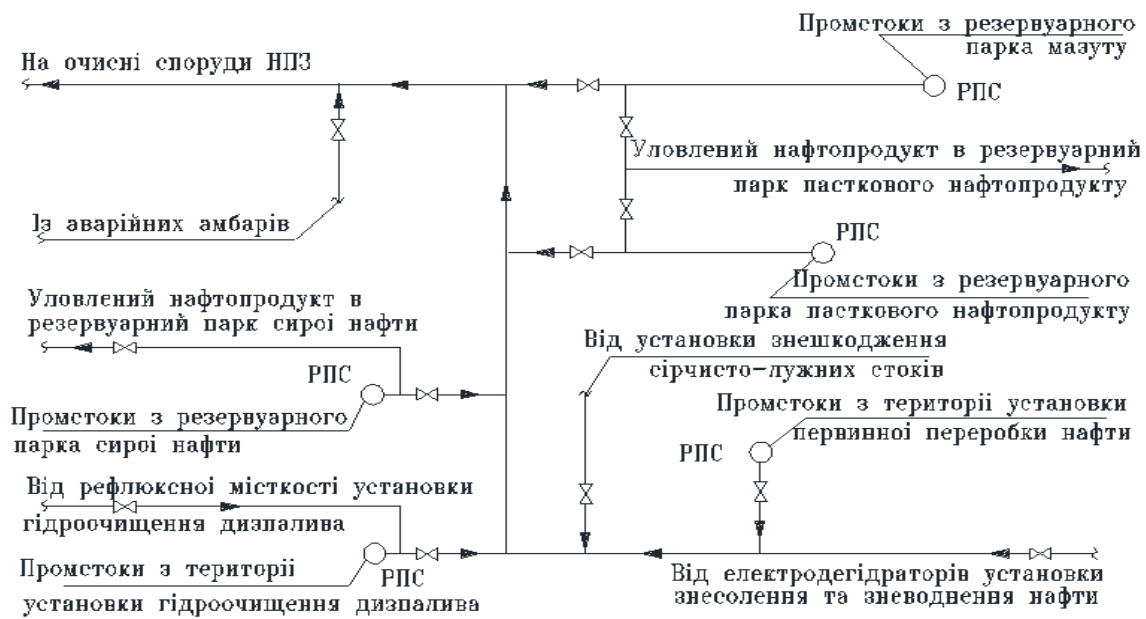 Промстоки з резервуарного
парка мазуту
На очисні споруди НПЗ
РПС
Уловлений нафтопродукт в резервуарний
парк пасткового нафтопродукту
Із аварійних амбарів
РПС
Промстоки з резервуарного
парка пасткового нафтопродукту
Уловлений нафтопродукт в
резервуарний парк сирої нафти
Від установки знешкодження
сірчисто-лужних стоків
РПС
Промстоки з резервуарного
парка сирої нафти
Промстоки з території установки
первинної переробки нафти
РПС
Від рефлюксної місткості установки
гідроочищення дизпалива
Промстоки з території
установки гідроочищення дизпалива
РПС
Від електродегідраторів установки
знесолення та зневоднення нафти